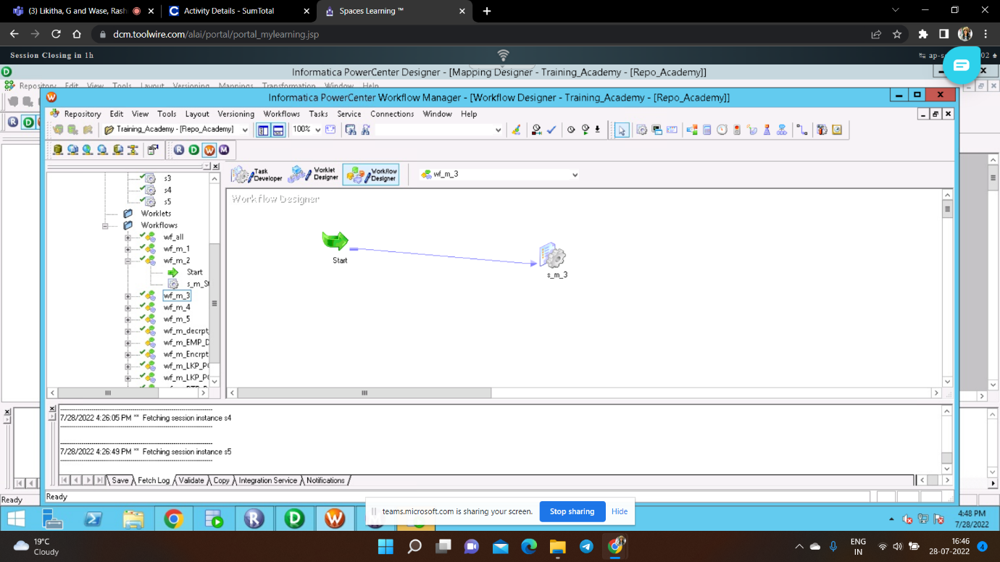 (3) Likitha, G and Wase, Rash
Activity Details - SumTotal
Spaces Learning ™
dcm.toolwire.com/alai/portal/portal_mylearning.jsp
Session Closing in 1h
Informatica PowerCenter Designer - [Mapping Designer - Training_Academy - [Repo_Academy]]
Repository Edit View Tools Layout Versioning Mappings Transformation Window Help
Informatica PowerCenter Workflow Manager - [Workflow Designer - Training_Academy - [Repo_Academy]]
Repository Edit View Tools Layout Versioning Workflows Tasks Service Connections Window Help
Training_Academy - [Repo_Academy] 100%
R D W M
Task Developer
Worklet Designer
Workflow Designer
wf_m_3
s3
s4
s5
Worklets
Workflows
wf_all
wf_m_1
wf_m_2
Start
s_m_St
wf_m_3
wf_m_4
wf_m_5
wf_m_decrpt
wf_m_EMP_D
wf_m_Encrpt
wf_m_LKP_P
wf_m_LKP_P
Workflow Designer
Start
s_m_3
7/28/2022 4:26:05 PM ** Fetching session instance s4
7/28/2022 4:26:49 PM ** Fetching session instance s5
Save Fetch Log Validate Copy Integration Service Notifications
Ready
Ready
teams.microsoft.com is sharing your screen. Stop sharing Hide
4:48 PM
7/28/2022
19°C
Cloudy
ENG
IN
16:46
28-07-2022
4